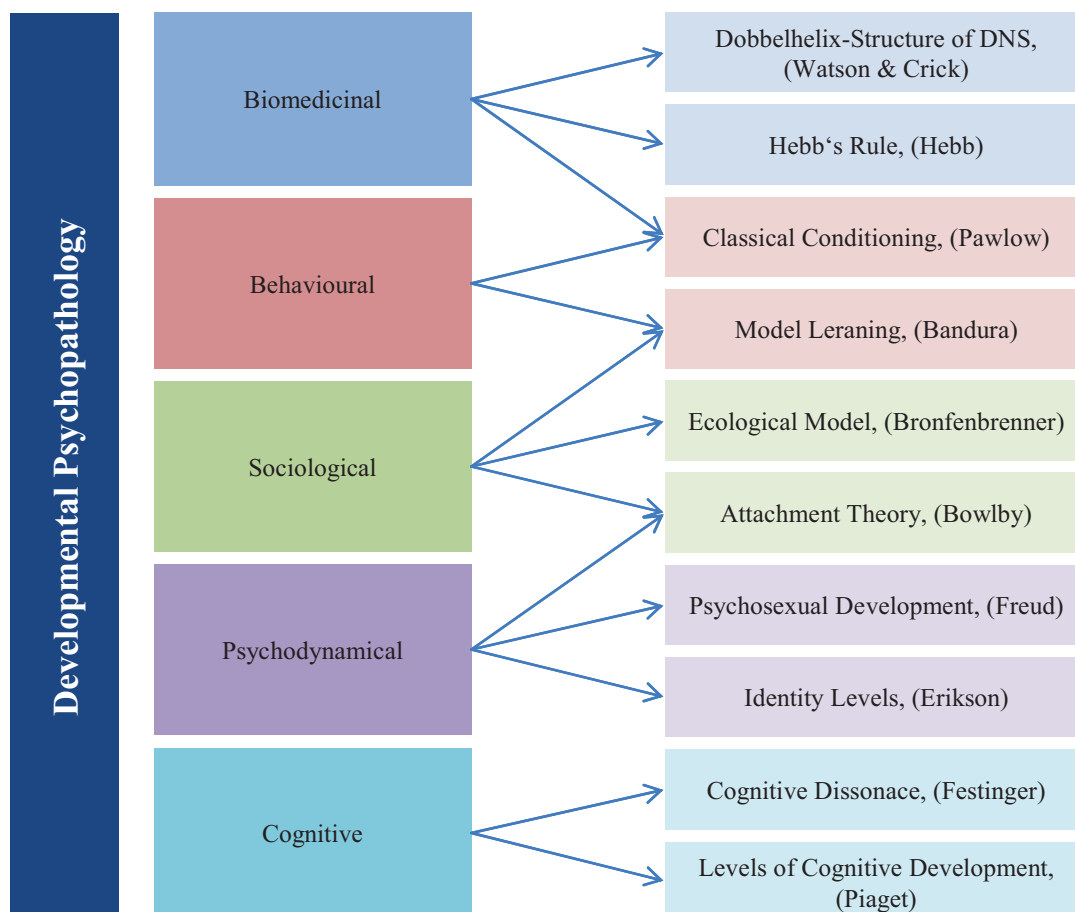 Developmental Psychopathology
Biomedicinal
Behavioural
Sociological
Psychodynamical
Cognitive
Dobbelhelix-Structure of DNS,
(Watson & Crick)
Hebb‘s Rule, (Hebb)
Classical Conditioning, (Pawlow)
Model Leraning, (Bandura)
Ecological Model, (Bronfenbrenner)
Attachment Theory, (Bowlby)
Psychosexual Development, (Freud)
Identity Levels, (Erikson)
Cognitive Dissonace, (Festinger)
Levels of Cognitive Development,
(Piaget)